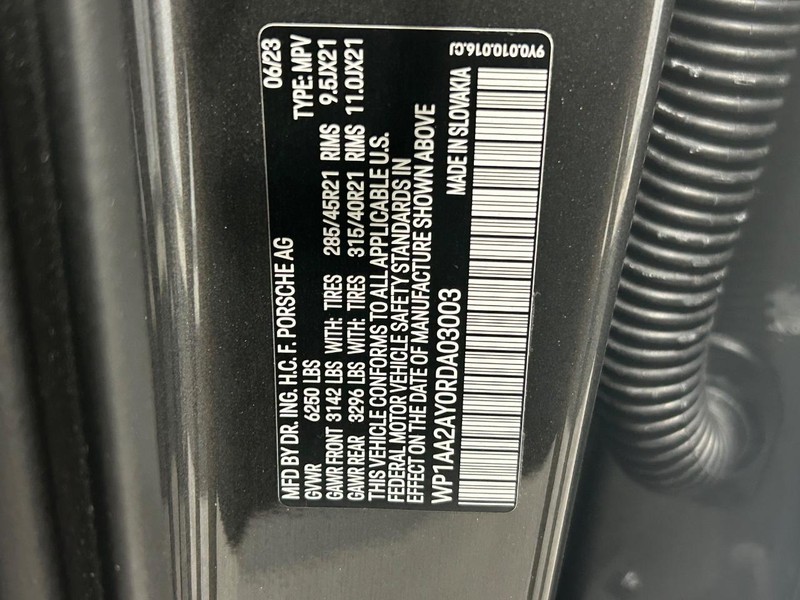 MFD BY DR. ING. H.C. F. PORSCHE AG 06/23
GVWR 6250 LBS TYPE: MPV
GAWR FRONT 3142 LBS WITH: TIRES 285/45R21 RIMS 9.5JX21
GAWR REAR 3296 LBS WITH: TIRES 315/40R21 RIMS 11.0JX21
THIS VEHICLE CONFORMS TO ALL APPLICABLE U.S.
FEDERAL MOTOR VEHICLE SAFETY STANDARDS IN
EFFECT ON THE DATE OF MANUFACTURE SHOWN ABOVE
WP1AA2AY0RDA03003
MADE IN SLOVAKIA
9Y0.010.016.CJ